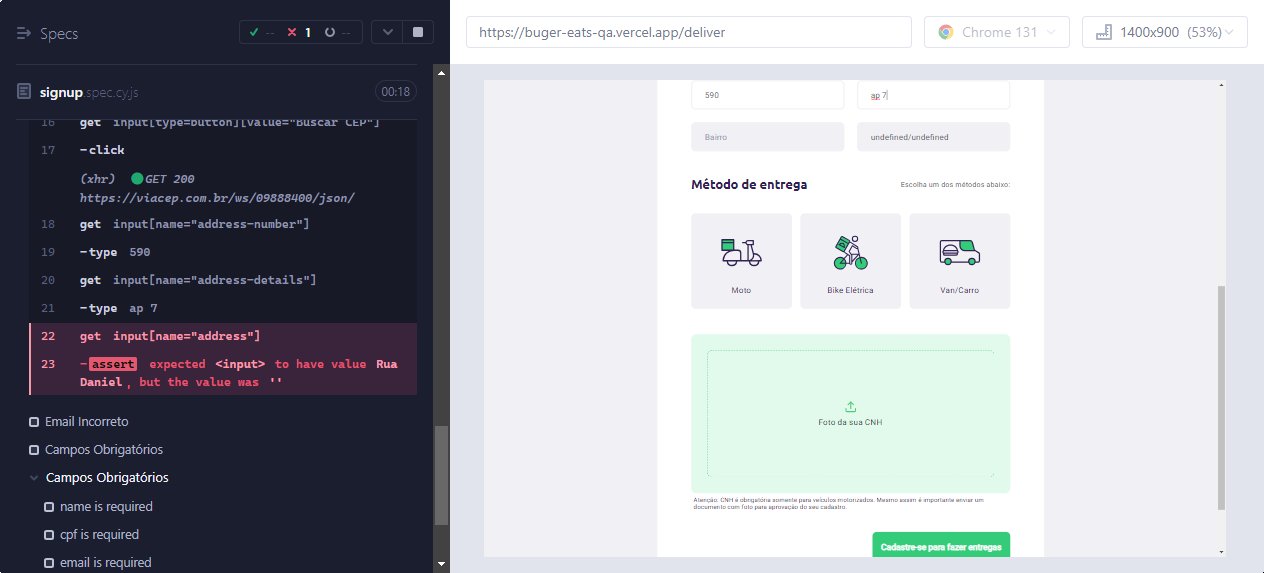 Specs
-- 1 --
signup.spec.cy.js
00:18
16 get input[type=button][value="Buscar CEP"]
17 -click
(xhr) GET 200
https://viacep.com.br/ws/09888400/json/
18 get input[name="address-number"]
19 -type 590
20 get input[name="address-details"]
21 -type ap 7
22 get input[name="address"]
23 -assert expected <input> to have value Rua
Daniel, but the value was ''
Email Incorreto
Campos Obrigatórios
Campos Obrigatórios
name is required
cpf is required
email is required
https://buger-eats-qa.vercel.app/deliver
Chrome 131
1400x900 (53%)
590
ap 7
Bairro
undefined/undefined
Método de entrega
Escolha um dos métodos abaixo:
Moto
Bike Elétrica
Van/Carro
Foto da sua CNH
Atenção: CNH é obrigatória somente para veículos motorizados. Mesmo assim é importante enviar um
documento com foto para aprovação do seu cadastro.
Cadastre-se para fazer entregas